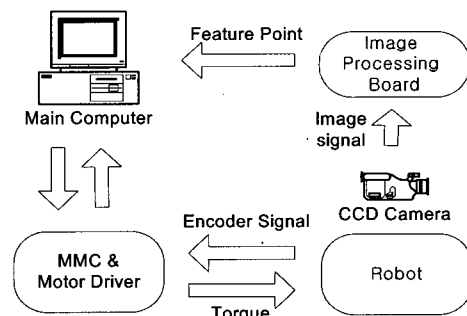 Feature Point
Image
Processing
Board
Main Computer
Image
signal
CCD Camera
Encoder Signal
MMC &
Motor Driver
Robot
Torque